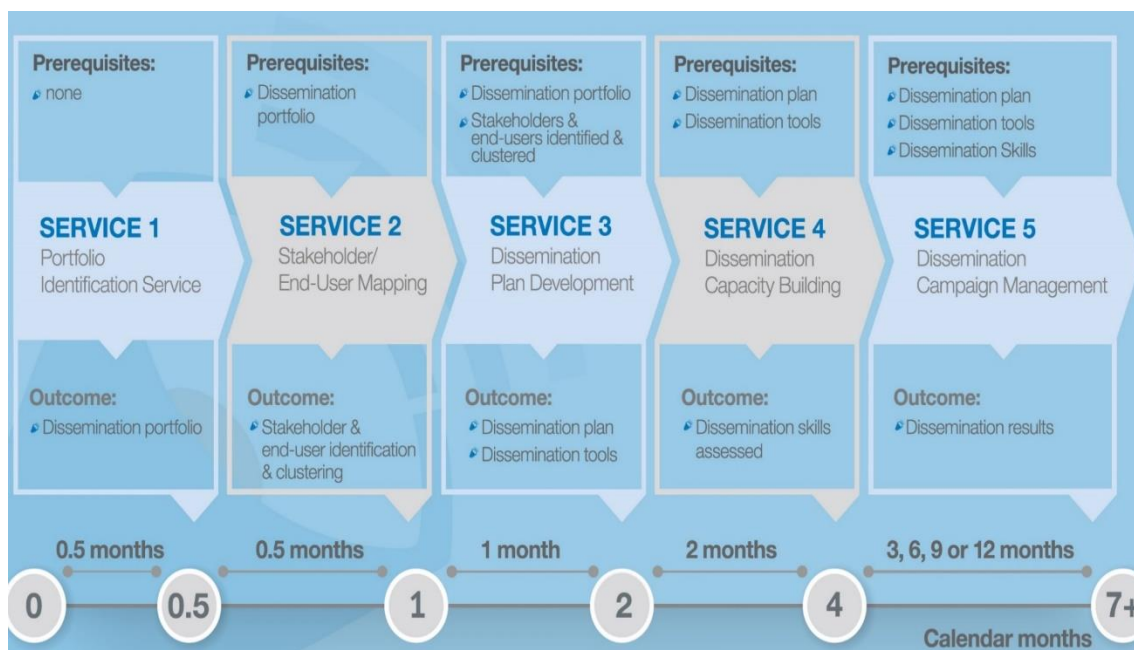 Prerequisites:
none
SERVICE 1
Portfolio
Identification Service
Outcome:
Dissemination portfolio
Prerequisites:
Dissemination
portfolio
SERVICE 2
Stakeholder/
End-User Mapping
Outcome:
Stakeholder &
end-user identification
& clustering
Prerequisites:
Dissemination portfolio
Stakeholders &
end-users identified &
clustered
SERVICE 3
Dissemination
Plan Development
Outcome:
Dissemination plan
Dissemination tools
Prerequisites:
Dissemination plan
Dissemination tools
SERVICE 4
Dissemination
Capacity Building
Outcome:
Dissemination skills
assessed
Prerequisites:
Dissemination plan
Dissemination tools
Dissemination Skills
SERVICE 5
Dissemination
Campaign Management
Outcome:
Dissemination results
0.5 months
0.5 months
1 month
2 months
3, 6, 9 or 12 months
0
0.5
1
2
4
7+
Calendar months